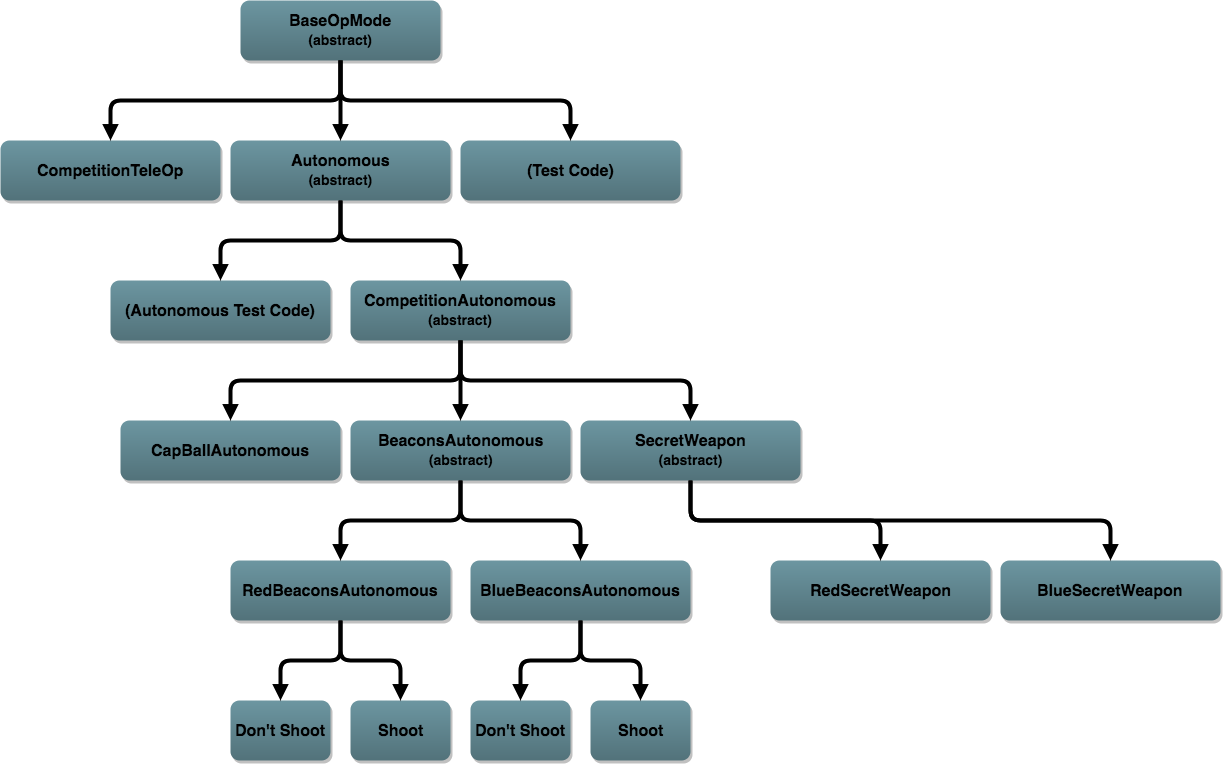 BaseOpMode
(abstract)
CompetitionTeleOp
Autonomous
(abstract)
(Test Code)
(Autonomous Test Code)
CompetitionAutonomous
(abstract)
CapBallAutonomous
BeaconsAutonomous
(abstract)
SecretWeapon
(abstract)
RedBeaconsAutonomous
BlueBeaconsAutonomous
RedSecretWeapon
BlueSecretWeapon
Don't Shoot
Shoot
Don't Shoot
Shoot